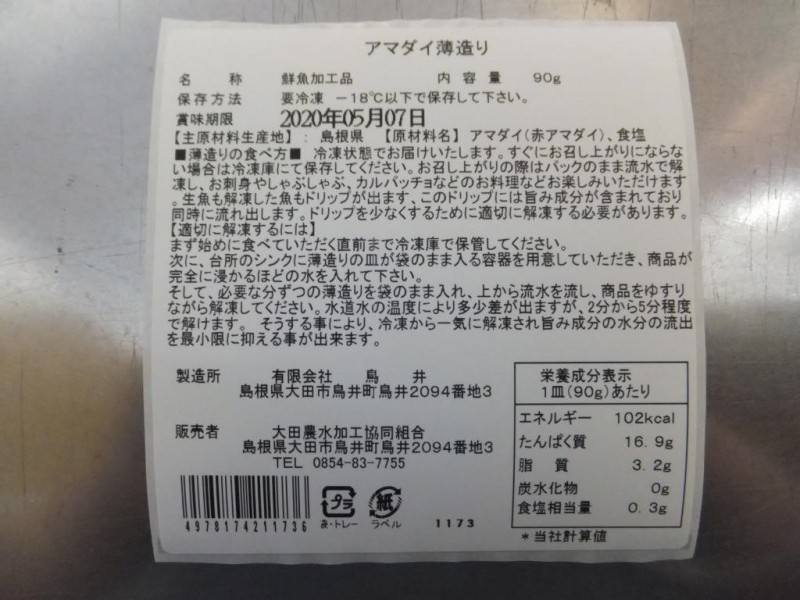 アマダイ薄造り
名　称　鮮魚加工品　内容量　90g
保存方法　要冷凍　－18℃以下で保存して下さい。
賞味期限　2020年05月07日
【主原材料生産地】：島根県　【原材料名】アマダイ(赤アマダイ)、食塩
■薄造りの食べ方■　冷凍状態でお届けいたします。すぐにお召し上がりにならな
い場合は冷凍庫にて保存してください。お召し上がりの際はパックのまま流水で解
凍し、お刺身やしゃぶしゃぶ、カルパッチョなどのお料理などお楽しみいただけます
。生魚も解凍した魚もドリップが出ます、このドリップには旨み成分が含まれており
同時に流れ出します。ドリップを少なくするために適切に解凍する必要があります。
【適切に解凍するには】
まず始めに食べていただく直前まで冷凍庫で保管してください。
次に、台所のシンクに薄造りの皿が袋のまま入る容器を用意していただき、商品が
完全に浸かるほどの水を入れて下さい。
そして、必要な分ずつの薄造りを袋のまま入れ、上から流水を流し、商品をゆすり
ながら解凍してください。水道水の温度により多少差が出ますが、2分から5分程度
で解けます。　そうする事により、冷凍から一気に解凍され旨み成分の水分の流出
を最小限に抑える事が出来ます。
製造所　有限会社　鳥　井
島根県大田市鳥井町鳥井2094番地3
販売者　大田農水加工協同組合
島根県大田市鳥井町鳥井2094番地3
TEL　0854-83-7755
栄養成分表示
1皿(90g)あたり
エネルギー　102kcal
たんぱく質　16.9g
脂　質　3.2g
炭水化物　0g
食塩相当量　0.3g
＊当社計算値
4978174211736
プラ
袋・トレー
紙
ラベル
1173